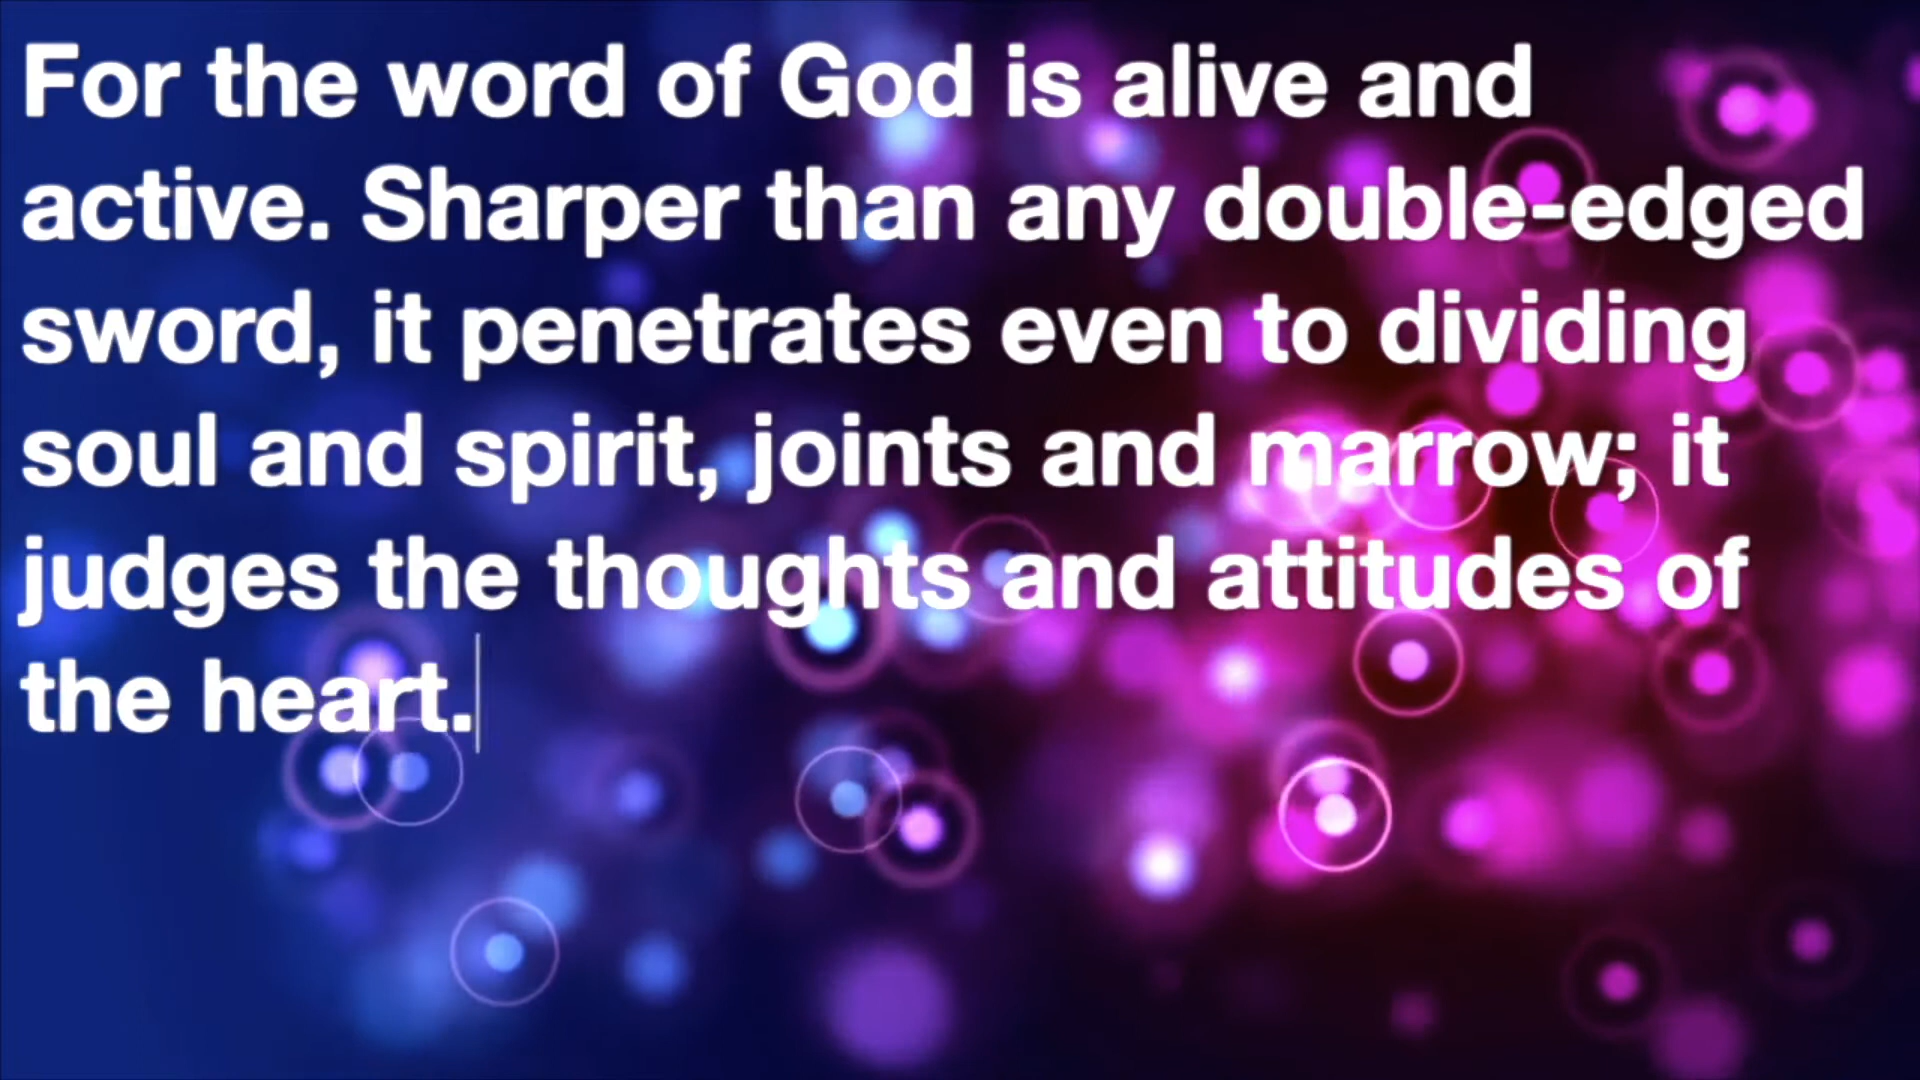 For the word of God is alive and
active. Sharper than any double-edged
sword, it penetrates even to dividing
soul and spirit, joints and marrow; it
judges the thoughts and attitudes of
the heart.